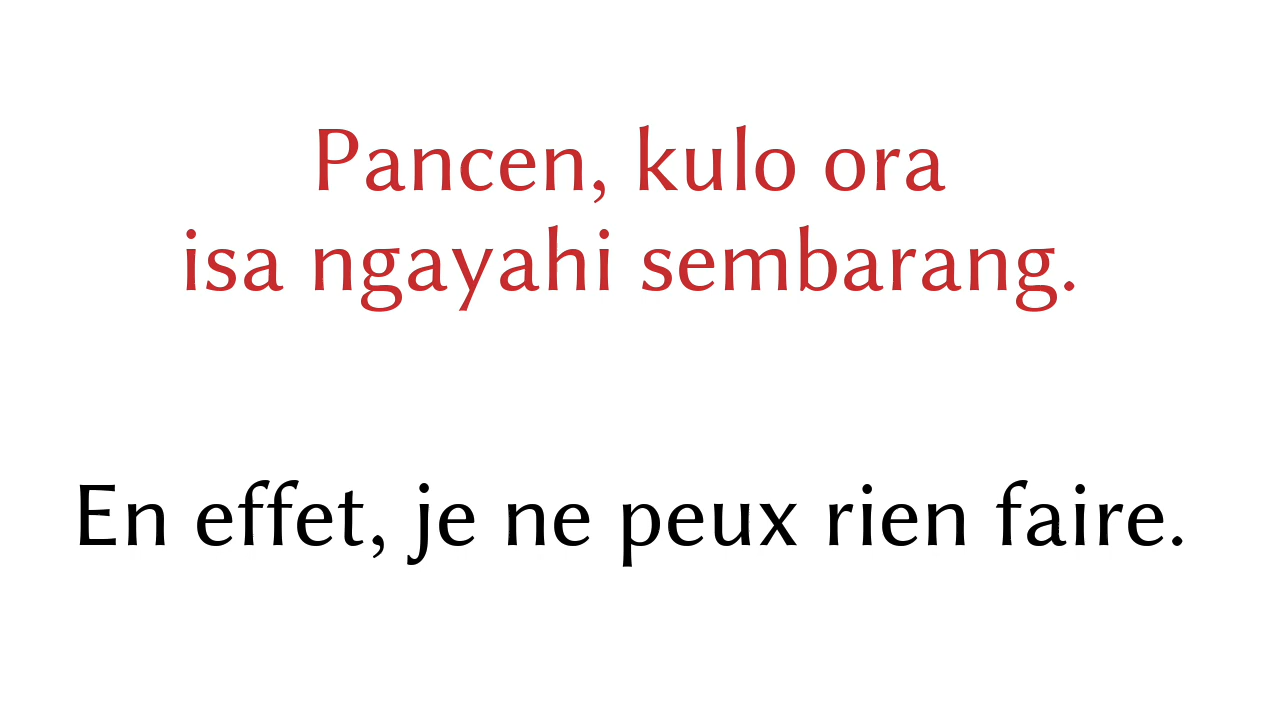 Pancen, kulo ora
isa ngayahi sembarang.
En effet, je ne peux rien faire.